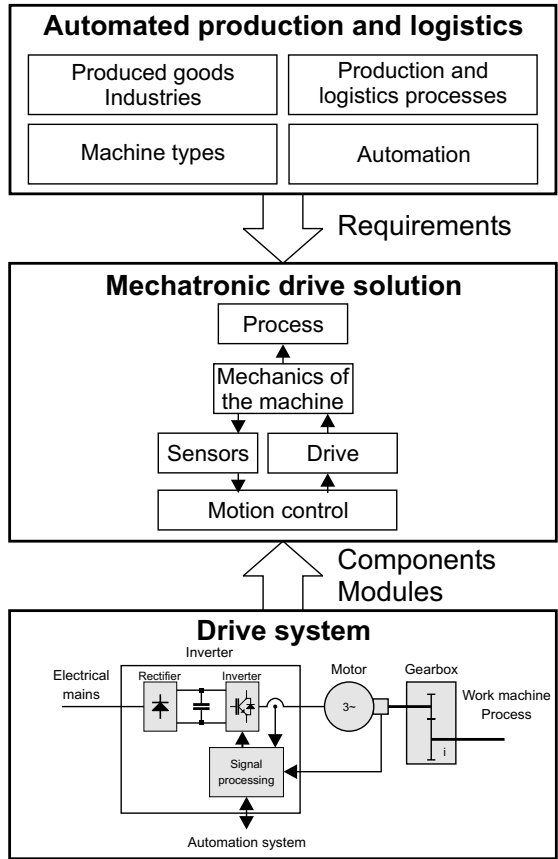 Automated production and logistics
Produced goods
Industries
Production and
logistics processes
Machine types
Automation
Requirements
Mechatronic drive solution
Process
Mechanics of
the machine
Sensors
Drive
Motion control
Components
Modules
Drive system
Inverter
Electrical
mains
Rectifier
Inverter
Motor
Gearbox
3~
Work machine
Process
i
Signal
processing
Automation system